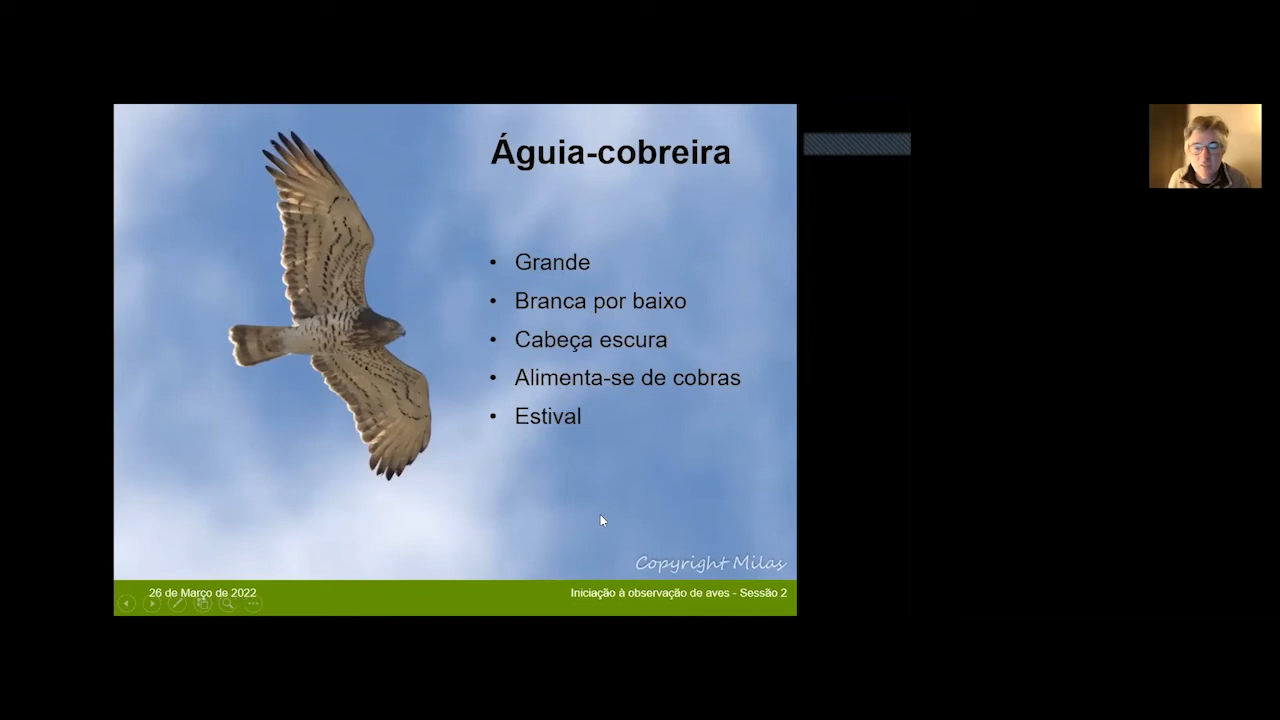 Águia-cobreira
• Grande
• Branca por baixo
• Cabeça escura
• Alimenta-se de cobras
• Estival
Copyright Milas
26 de Março de 2022
Iniciação à observação de aves - Sessão 2